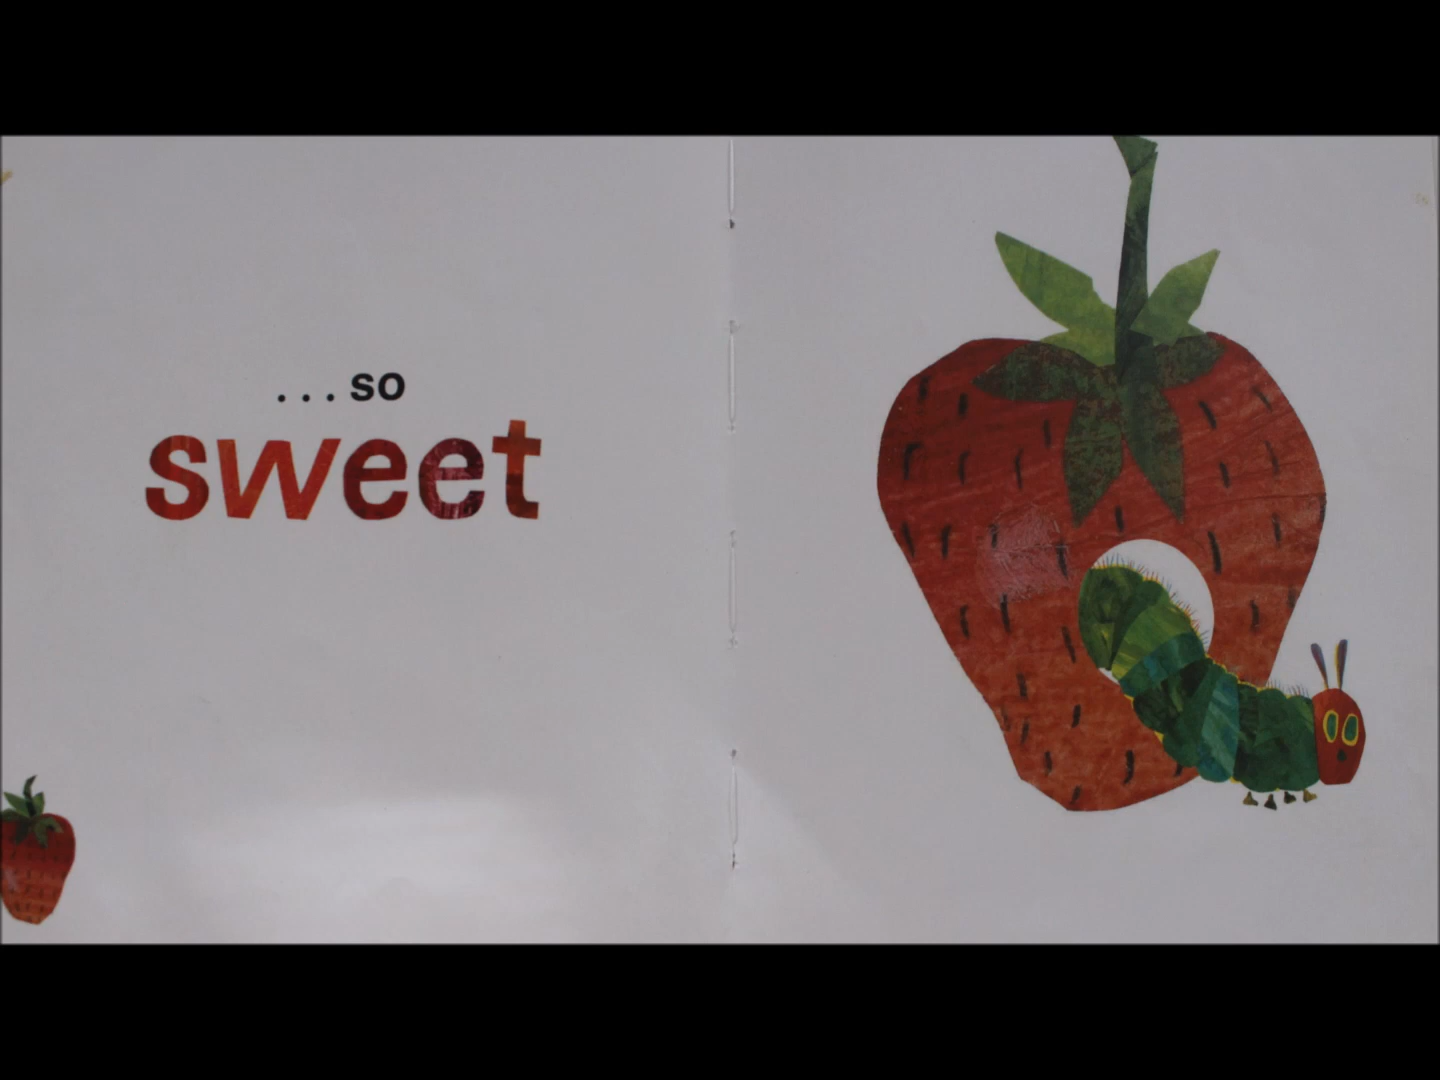 . . . so
sweet